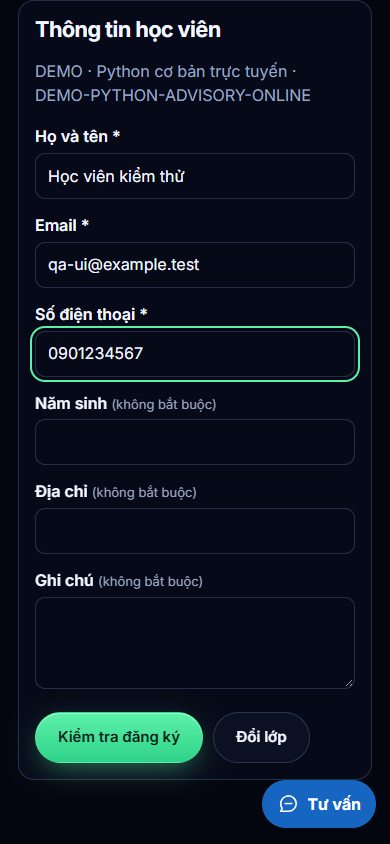 Thông tin học viên
DEMO · Python cơ bản trực tuyến ·
DEMO-PYTHON-ADVISORY-ONLINE
Họ và tên *
Học viên kiểm thử
Email *
qa-ui@example.test
Số điện thoại *
0901234567
Năm sinh (không bắt buộc)
Địa chỉ (không bắt buộc)
Ghi chú (không bắt buộc)
Kiểm tra đăng ký
Đổi lớp
Tư vấn